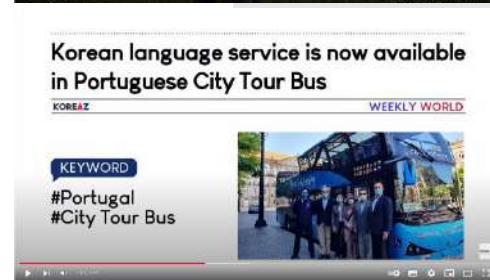 Korean language service is now available
in Portuguese City Tour Bus
KOREAZ
WEEKLY WORLD
KEYWORD
#Portugal
#City Tour Bus